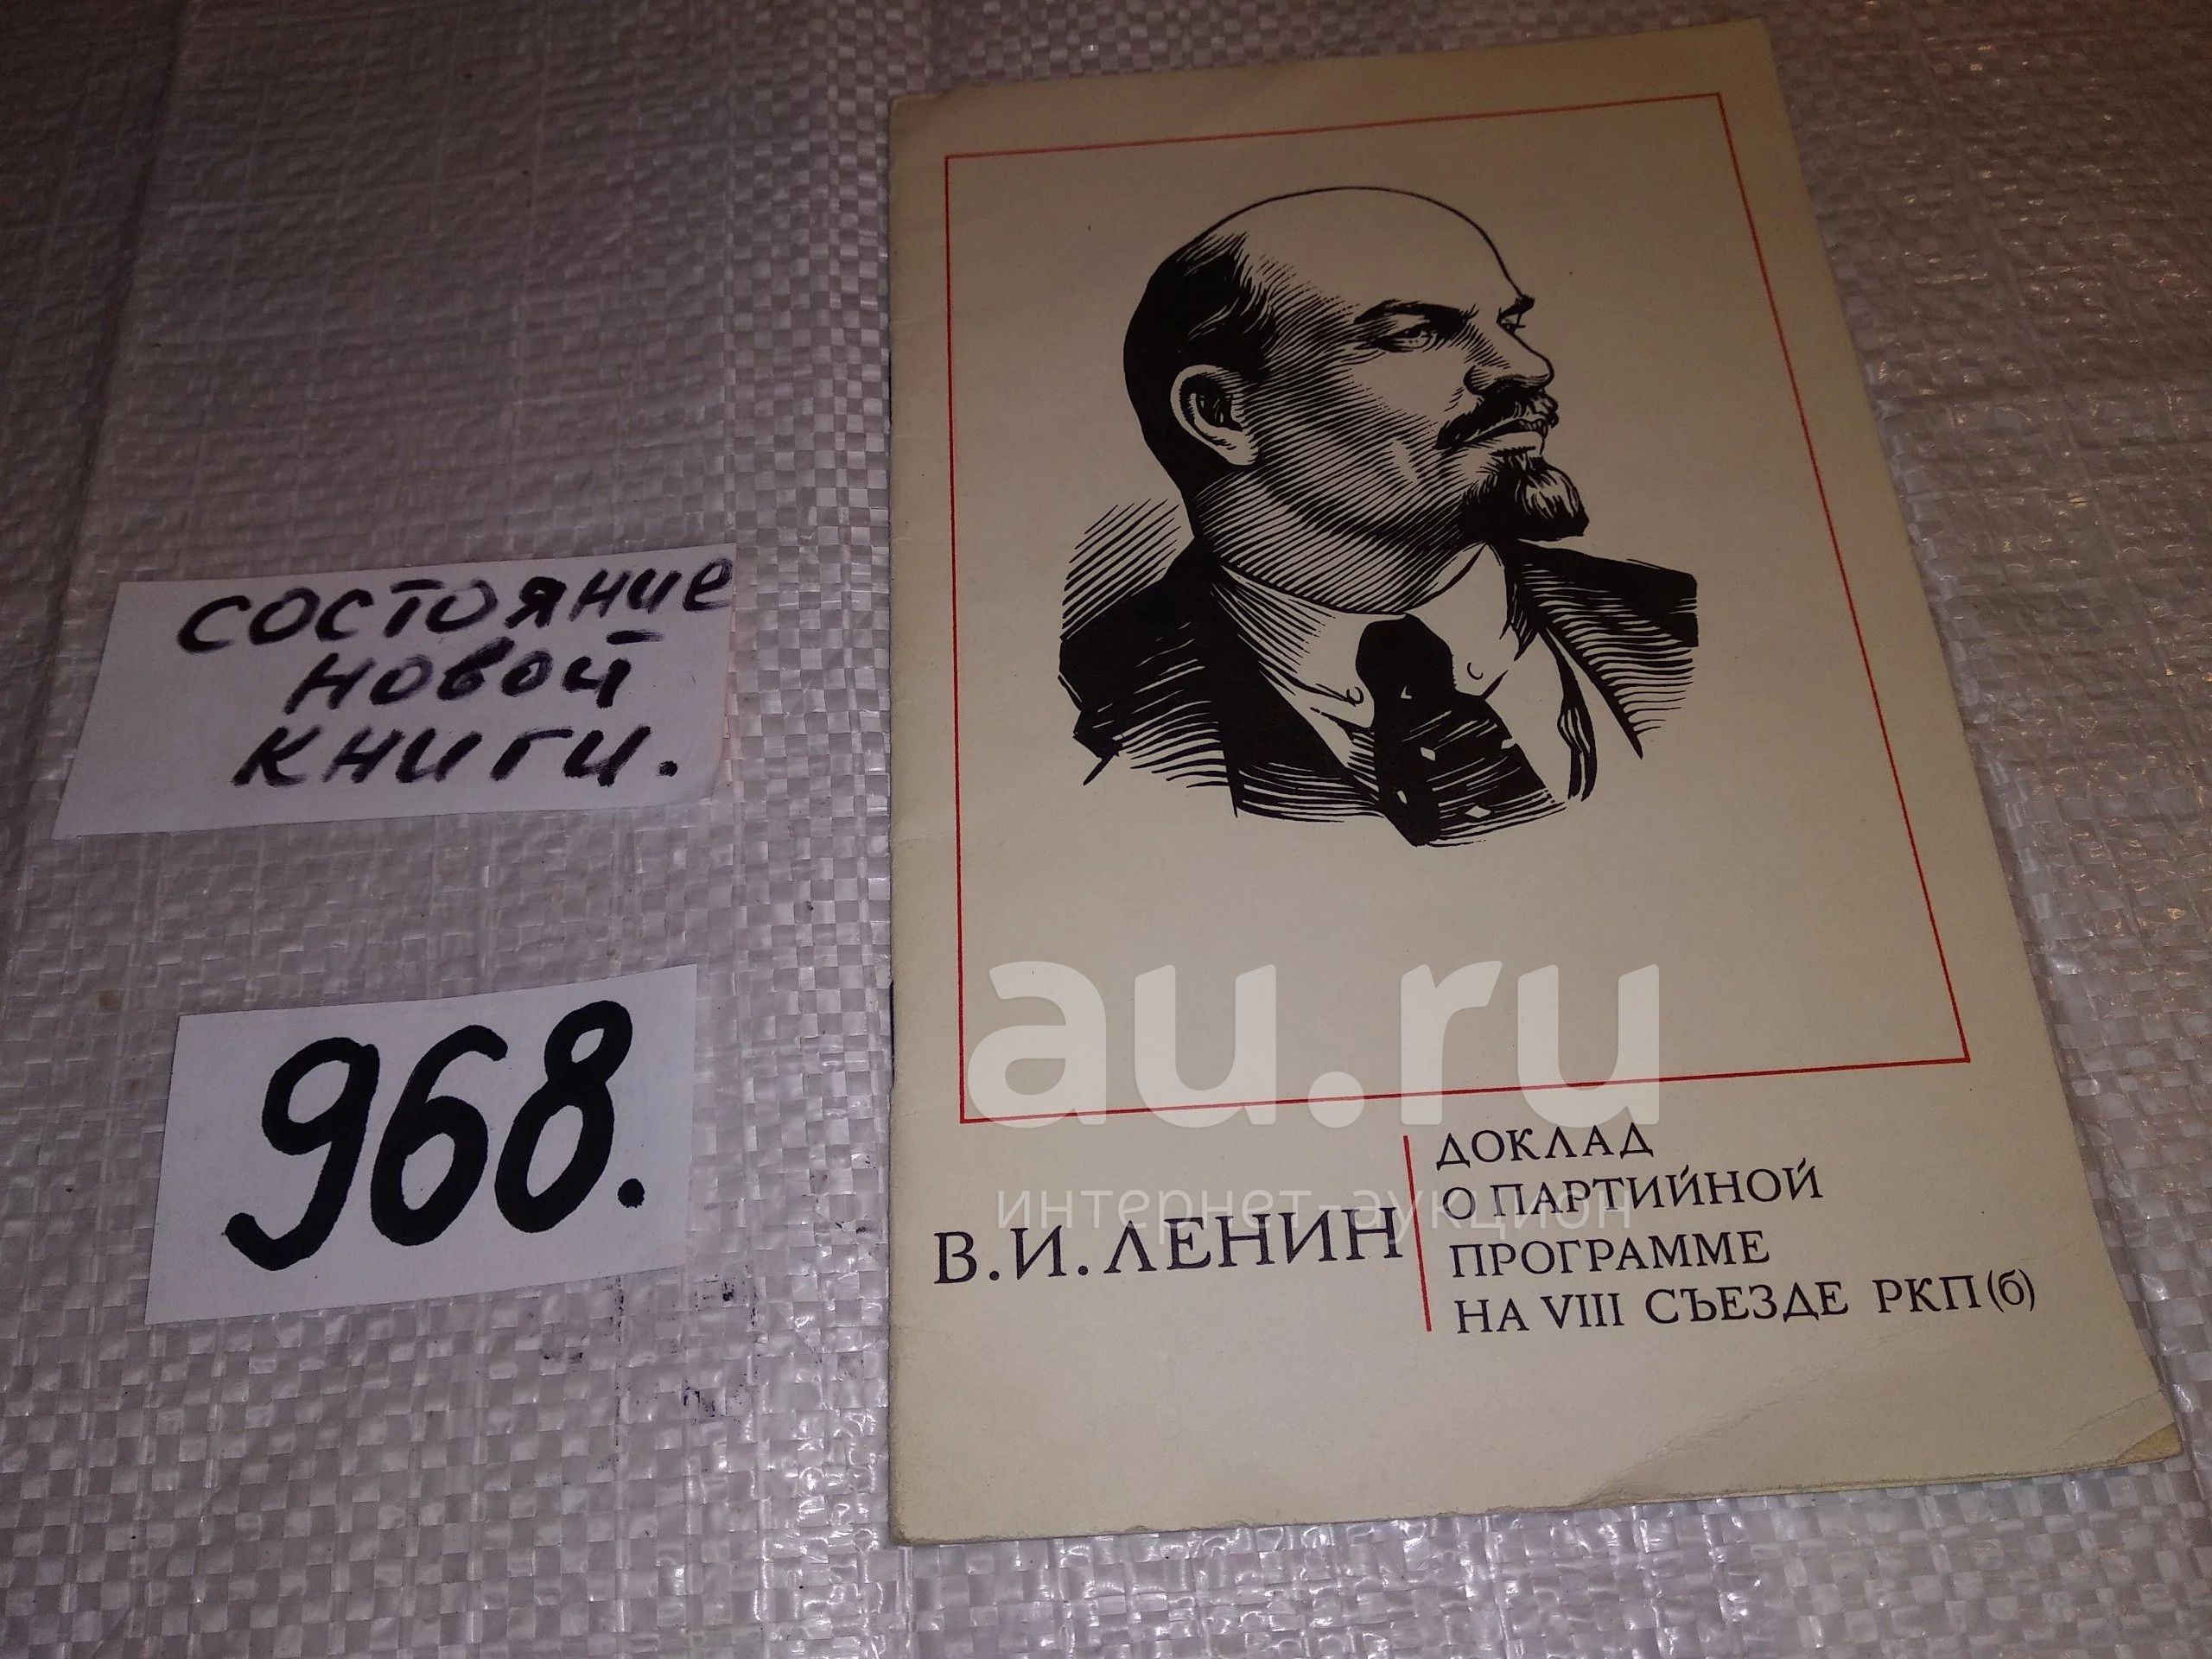 СОСТОЯНИЕ
НОВОЙ
КНИГИ.
968.
au.ru
интернет-аукцион
В.И.ЛЕНИН
ДОКЛАД
О ПАРТИЙНОЙ
ПРОГРАММЕ
НА VIII СЪЕЗДЕ РКП(б)